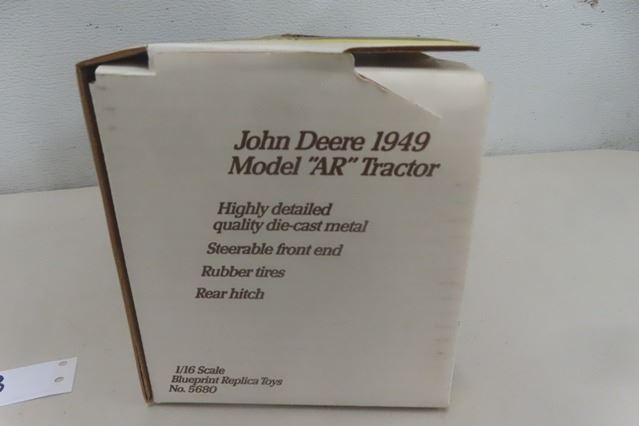 John Deere 1949
Model "AR" Tractor
Highly detailed
quality die-cast metal
Steerable front end
Rubber tires
Rear hitch
1/16 Scale
Blueprint Replica Toys
No. 5680